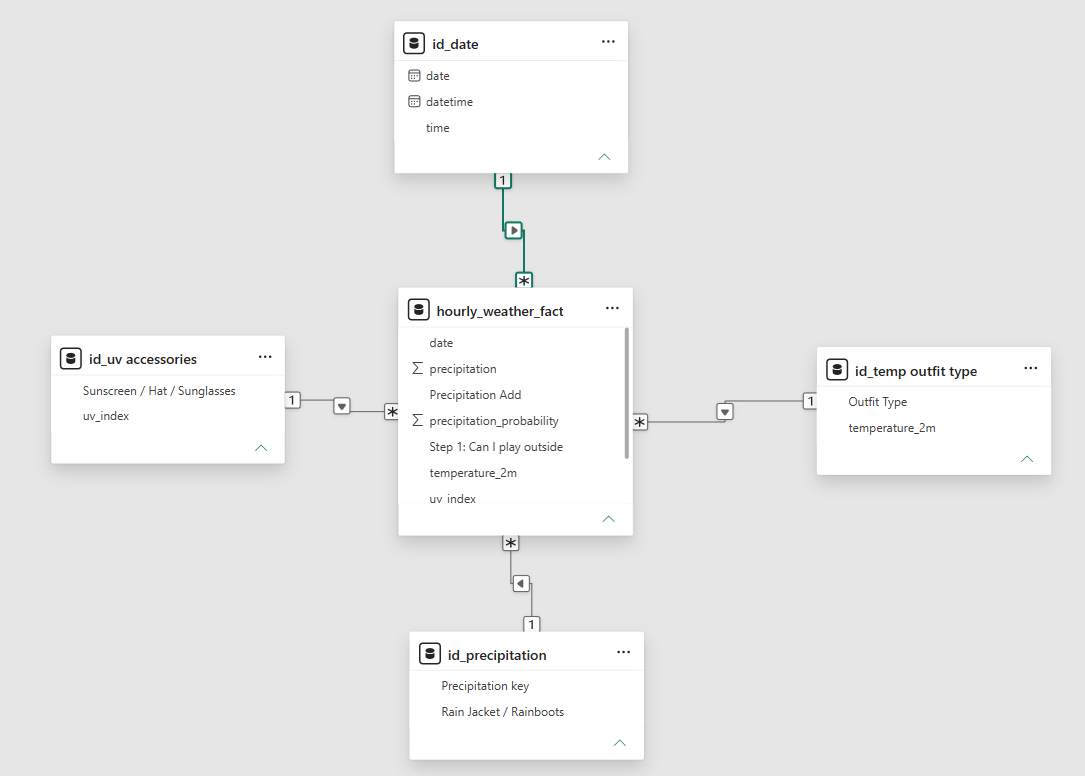 id_date
date
datetime
time
1
*
hourly_weather_fact
date
precipitation
Precipitation Add
precipitation_probability
Step 1: Can I play outside
temperature_2m
uv_index
id_uv accessories
Sunscreen / Hat / Sunglasses
uv_index
1
*
id_temp outfit type
Outfit Type
temperature_2m
1
*
*
1
id_precipitation
Precipitation key
Rain Jacket / Rainboots